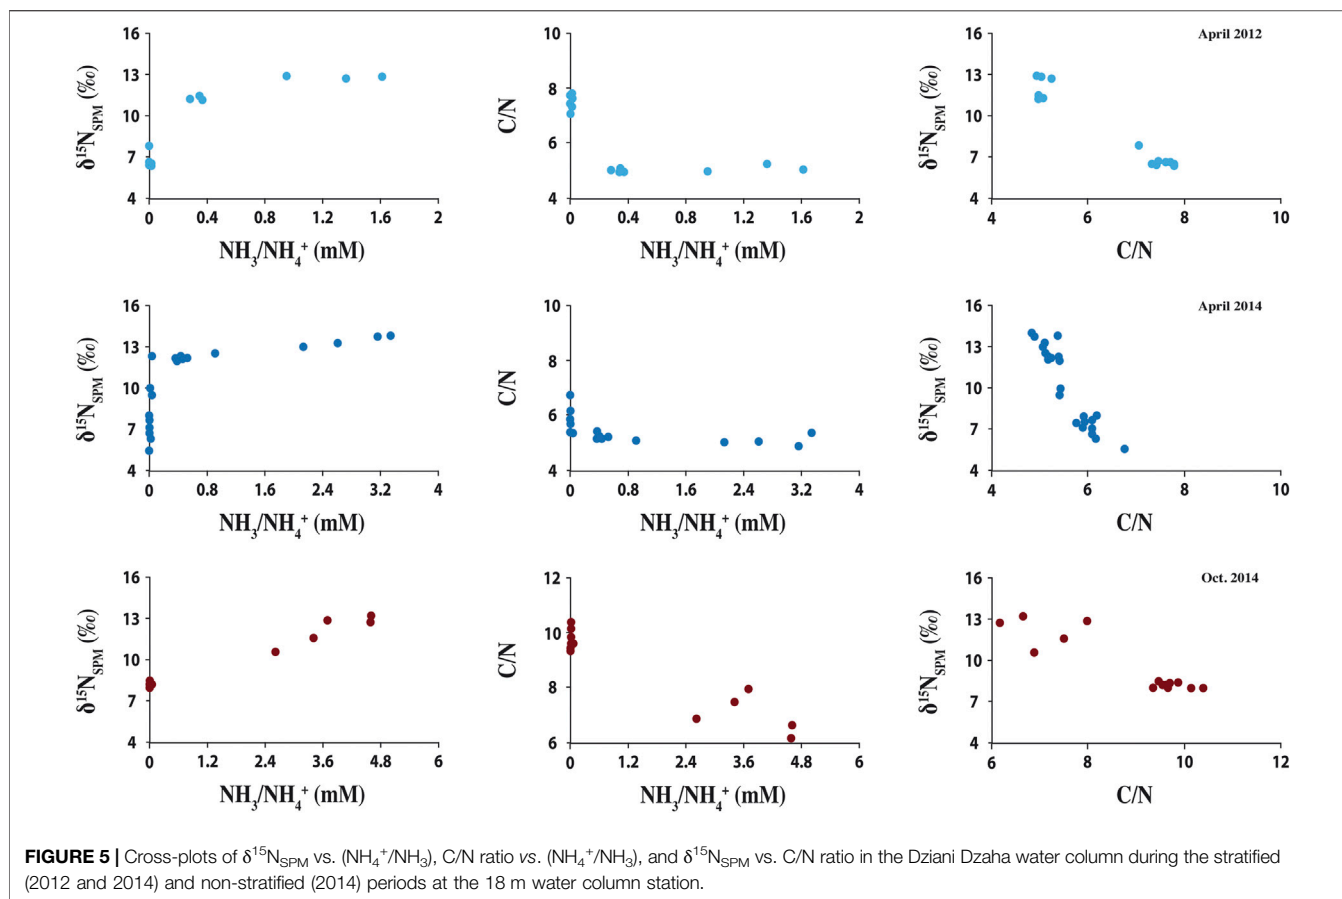 16
13
10
7
4
δ¹⁵N_SPM (‰)
0 0.4 0.8 1.2 1.6 2
NH₃/NH₄⁺ (mM)
10
8
6
4
C/N
0 0.4 0.8 1.2 1.6 2
NH₃/NH₄⁺ (mM)
April 2012
16
13
10
7
4
δ¹⁵N_SPM (‰)
4 6 8 10
C/N
16
13
10
7
4
δ¹⁵N_SPM (‰)
0 0.8 1.6 2.4 3.2 4
NH₃/NH₄⁺ (mM)
10
8
6
4
C/N
0 0.8 1.6 2.4 3.2 4
NH₃/NH₄⁺ (mM)
April 2014
16
13
10
7
4
δ¹⁵N_SPM (‰)
4 6 8 10
C/N
16
13
10
7
4
δ¹⁵N_SPM (‰)
0 1.2 2.4 3.6 4.8 6
NH₃/NH₄⁺ (mM)
12
10
8
6
C/N
0 1.2 2.4 3.6 4.8 6
NH₃/NH₄⁺ (mM)
Oct. 2014
16
13
10
7
4
δ¹⁵N_SPM (‰)
6 8 10 12
C/N
FIGURE 5 | Cross-plots of δ¹⁵N_SPM vs. (NH₄⁺/NH₃), C/N ratio vs. (NH₄⁺/NH₃), and δ¹⁵N_SPM vs. C/N ratio in the Dziani Dzaha water column during the stratified
(2012 and 2014) and non-stratified (2014) periods at the 18 m water column station.